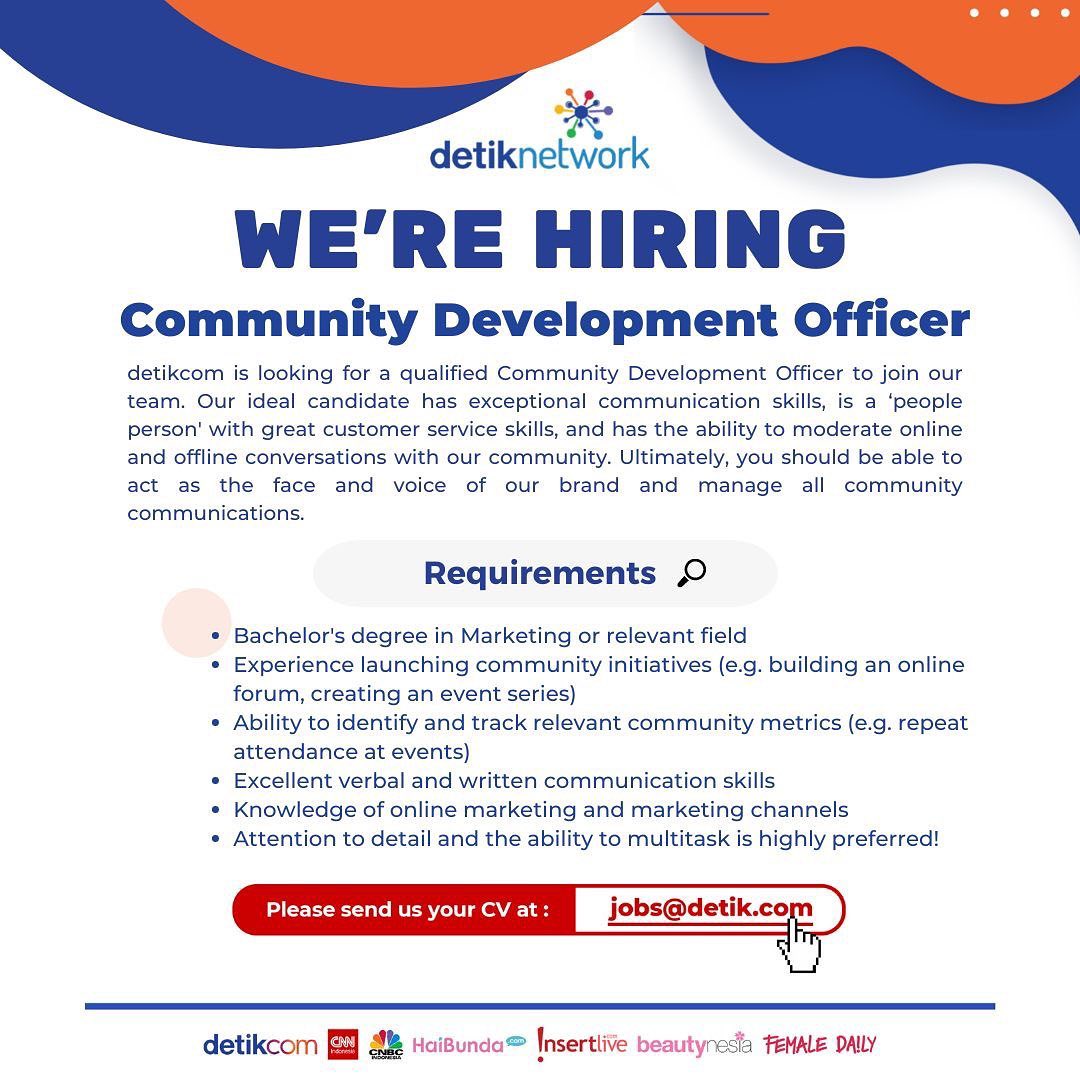 detiknetwork
WE’RE HIRING
Community Development Officer
detikcom is looking for a qualified Community Development Officer to join our
team. Our ideal candidate has exceptional communication skills, is a ‘people
person' with great customer service skills, and has the ability to moderate online
and offline conversations with our community. Ultimately, you should be able to
act as the face and voice of our brand and manage all community
communications.
Requirements
• Bachelor's degree in Marketing or relevant field
• Experience launching community initiatives (e.g. building an online
forum, creating an event series)
• Ability to identify and track relevant community metrics (e.g. repeat
attendance at events)
• Excellent verbal and written communication skills
• Knowledge of online marketing and marketing channels
• Attention to detail and the ability to multitask is highly preferred!
Please send us your CV at : jobs@detik.com
detikcom CNN Indonesia CNBC INDONESIA HaiBunda.com !nsertlive.com beautynesia FEMALE DA!LY